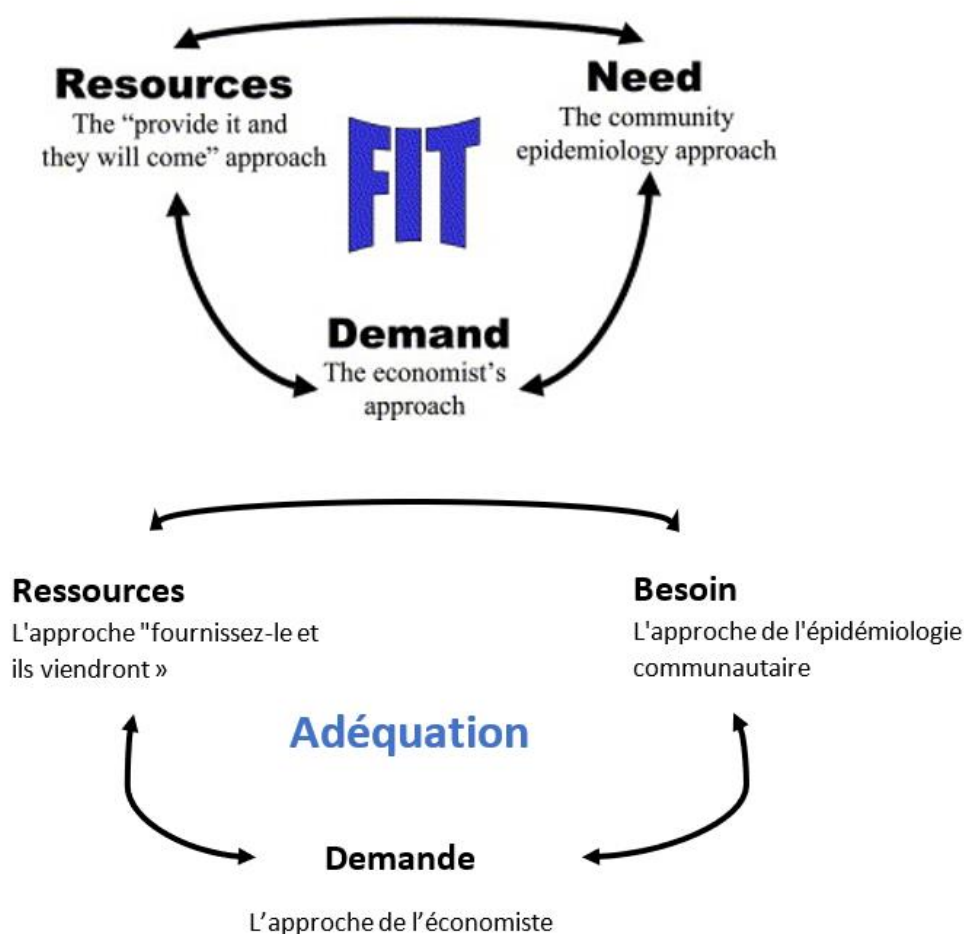 Resources
The “provide it and
they will come” approach
Need
The community
epidemiology approach
FIT
Demand
The economist’s
approach
Ressources
L'approche "fournissez-le et
ils viendront »
Besoin
L'approche de l'épidémiologie
communautaire
Adéquation
Demande
L’approche de l’économiste